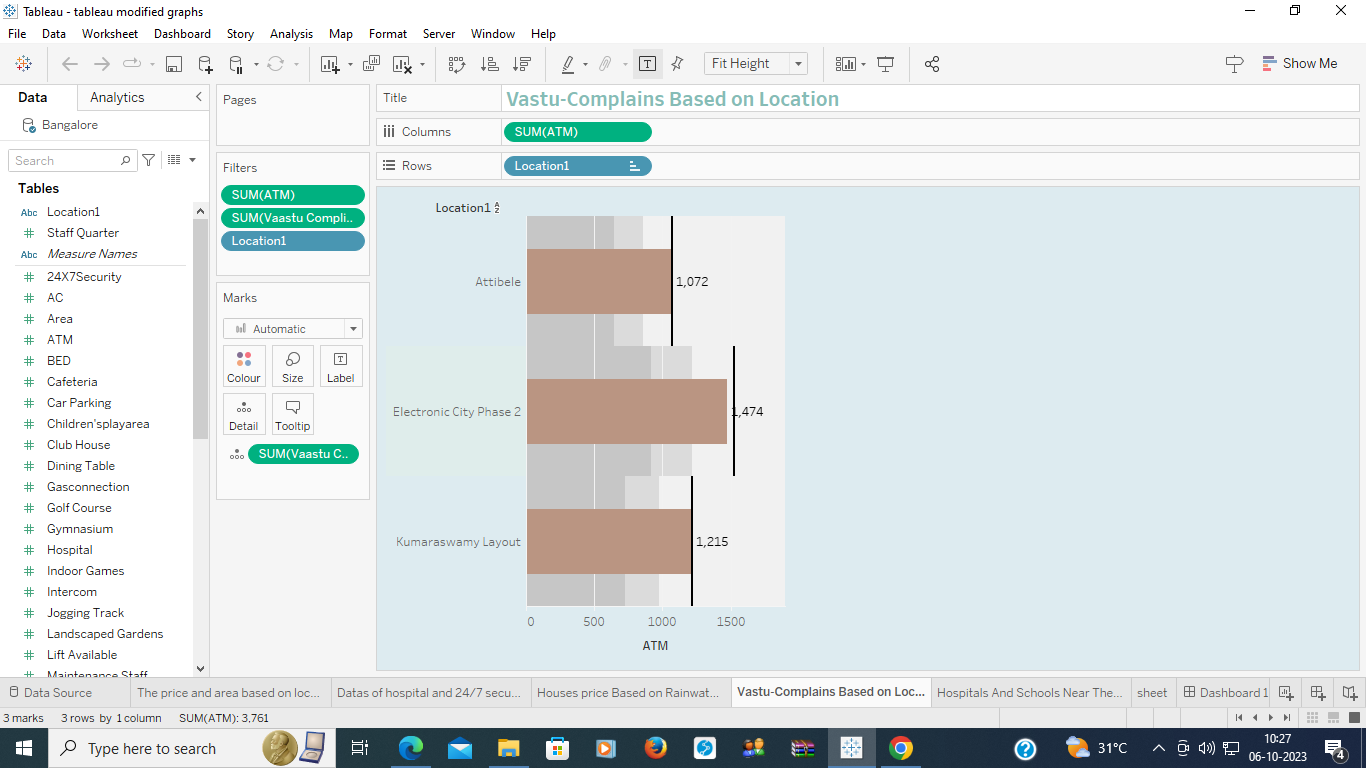 Tableau - tableau modified graphs
File Data Worksheet Dashboard Story Analysis Map Format Server Window Help
Fit Height
Show Me
Data Analytics
Bangalore
Search
Tables
Abc Location1
Staff Quarter
Abc Measure Names
24X7Security
AC
Area
ATM
BED
Cafeteria
Car Parking
Children'splayarea
Club House
Dining Table
Gasconnection
Golf Course
Gymnasium
Hospital
Indoor Games
Intercom
Jogging Track
Landscaped Gardens
Lift Available
Maintenance Staff
Pages
Filters
SUM(ATM)
SUM(Vaastu Compli..
Location1
Marks
Automatic
Colour Size Label
Detail Tooltip
SUM(Vaastu C..
Title Vastu-Complains Based on Location
Columns SUM(ATM)
Rows Location1
Location1
Attibele 1,072
Electronic City Phase 2 1,474
Kumaraswamy Layout 1,215
0 500 1000 1500
ATM
Data Source The price and area based on loc... Datas of hospital and 24/7 secu... Houses price Based on Rainwat... Vastu-Complains Based on Loc... Hospitals And Schools Near The... sheet Dashboard 1
3 marks 3 rows by 1 column SUM(ATM): 3,761
Type here to search
31°C
10:27
06-10-2023
4